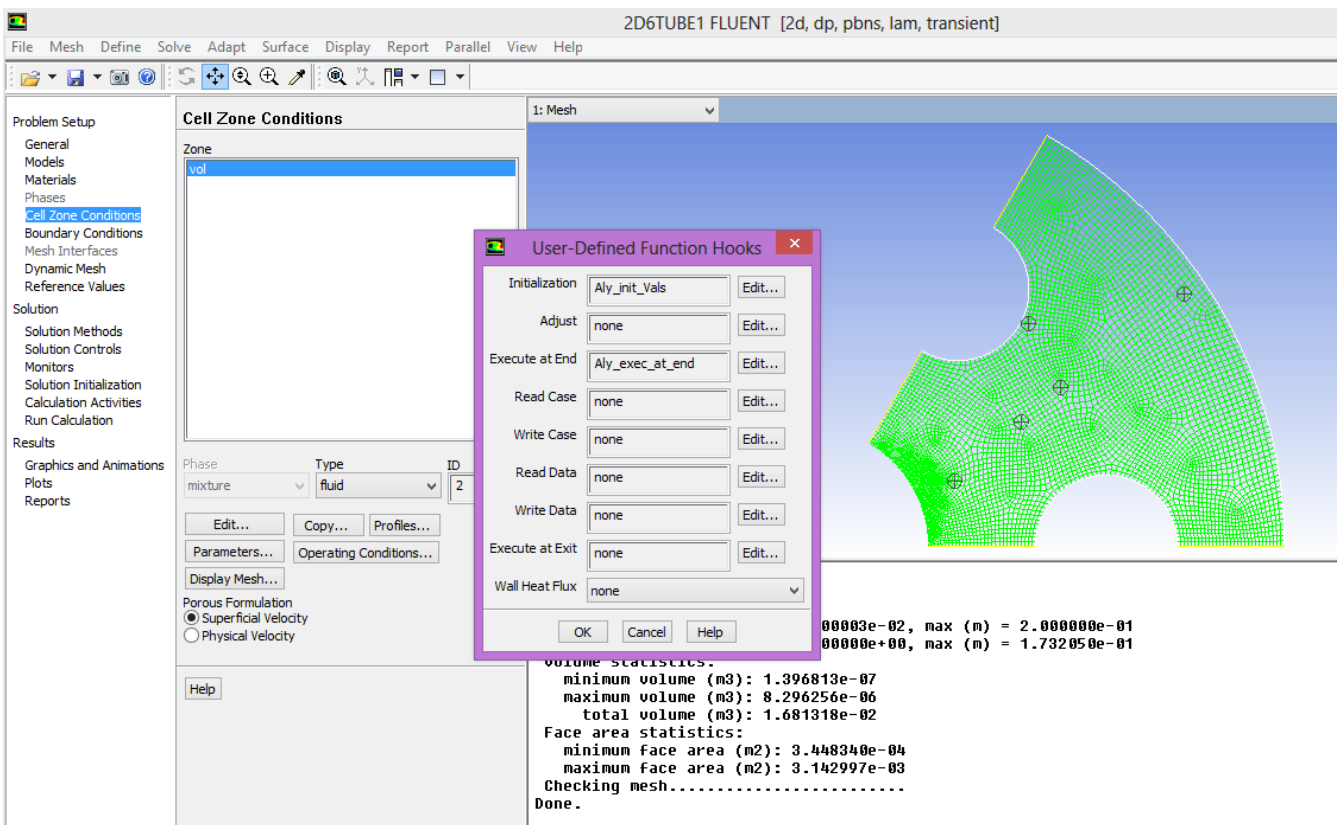 2D6TUBE1 FLUENT [2d, dp, pbns, lam, transient]
File Mesh Define Solve Adapt Surface Display Report Parallel View Help
Problem Setup
General
Models
Materials
Phases
Cell Zone Conditions
Boundary Conditions
Mesh Interfaces
Dynamic Mesh
Reference Values
Solution
Solution Methods
Solution Controls
Monitors
Solution Initialization
Calculation Activities
Run Calculation
Results
Graphics and Animations
Plots
Reports
Cell Zone Conditions
Zone
vol
Phase Type ID
mixture fluid 2
Edit... Copy... Profiles...
Parameters... Operating Conditions...
Display Mesh...
Porous Formulation
Superficial Velocity
Physical Velocity
Help
1: Mesh
User-Defined Function Hooks
Initialization Aly_init_Vals Edit...
Adjust none Edit...
Execute at End Aly_exec_at_end Edit...
Read Case none Edit...
Write Case none Edit...
Read Data none Edit...
Write Data none Edit...
Execute at Exit none Edit...
Wall Heat Flux none
OK Cancel Help
00003e-02, max (m) = 2.000000e-01
00000e+00, max (m) = 1.732050e-01
Volume statistics:
minimum volume (m3): 1.396813e-07
maximum volume (m3): 8.296256e-06
total volume (m3): 1.681318e-02
Face area statistics:
minimum face area (m2): 3.448340e-04
maximum face area (m2): 3.142997e-03
Checking mesh.........................
Done.